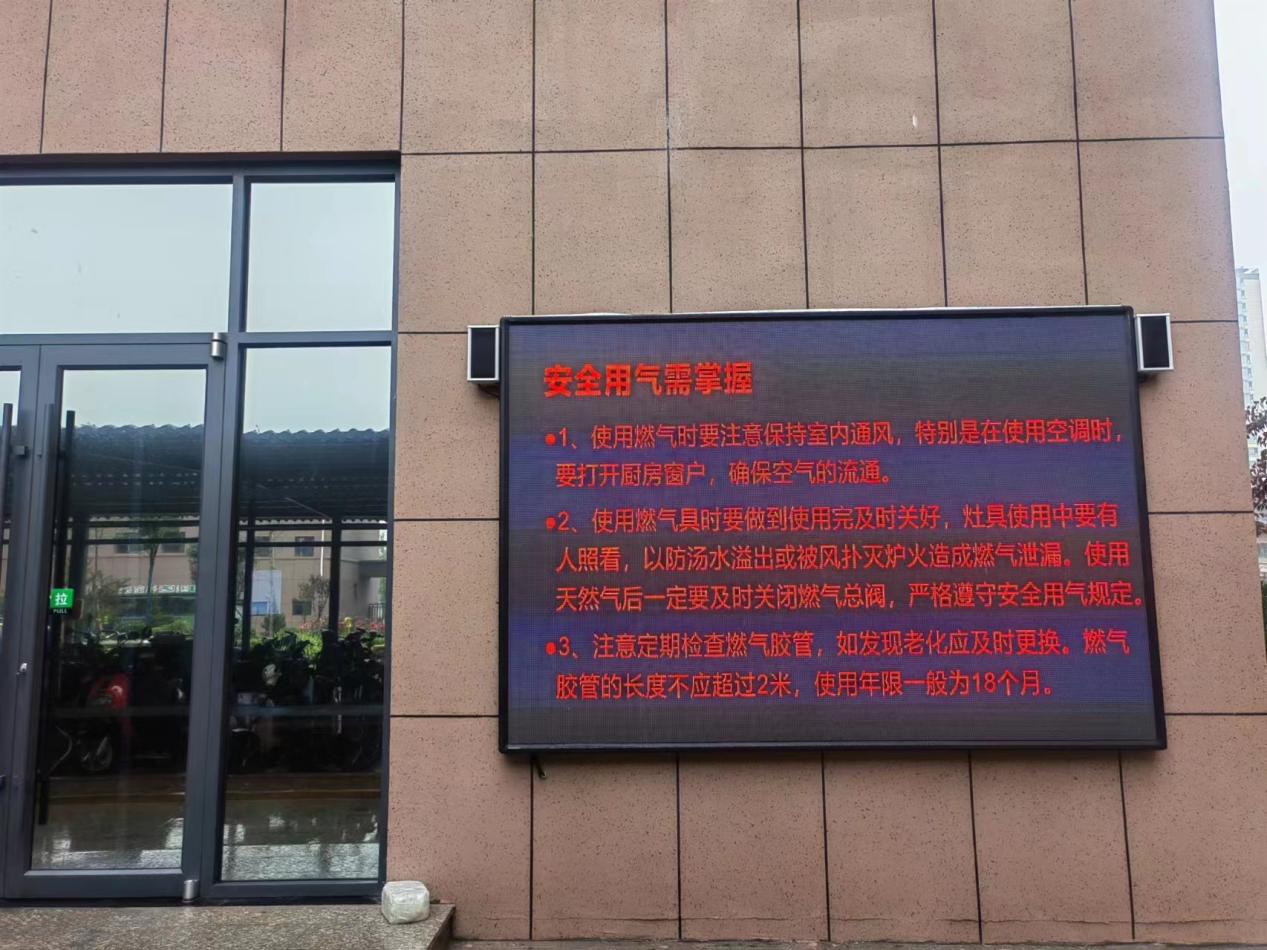 拉
PULL
安全用气需掌握
●1、使用燃气时要注意保持室内通风，特别是在使用空调时，
要打开厨房窗户，确保空气的流通。
●2、使用燃气具时要做到使用完及时关好，灶具使用中要有
人照看，以防汤水溢出或被风扑灭炉火造成燃气泄漏。使用
天然气后一定要及时关闭燃气总阀，严格遵守安全用气规定。
●3、注意定期检查燃气胶管，如发现老化应及时更换。燃气
胶管的长度不应超过2米，使用年限一般为18个月。